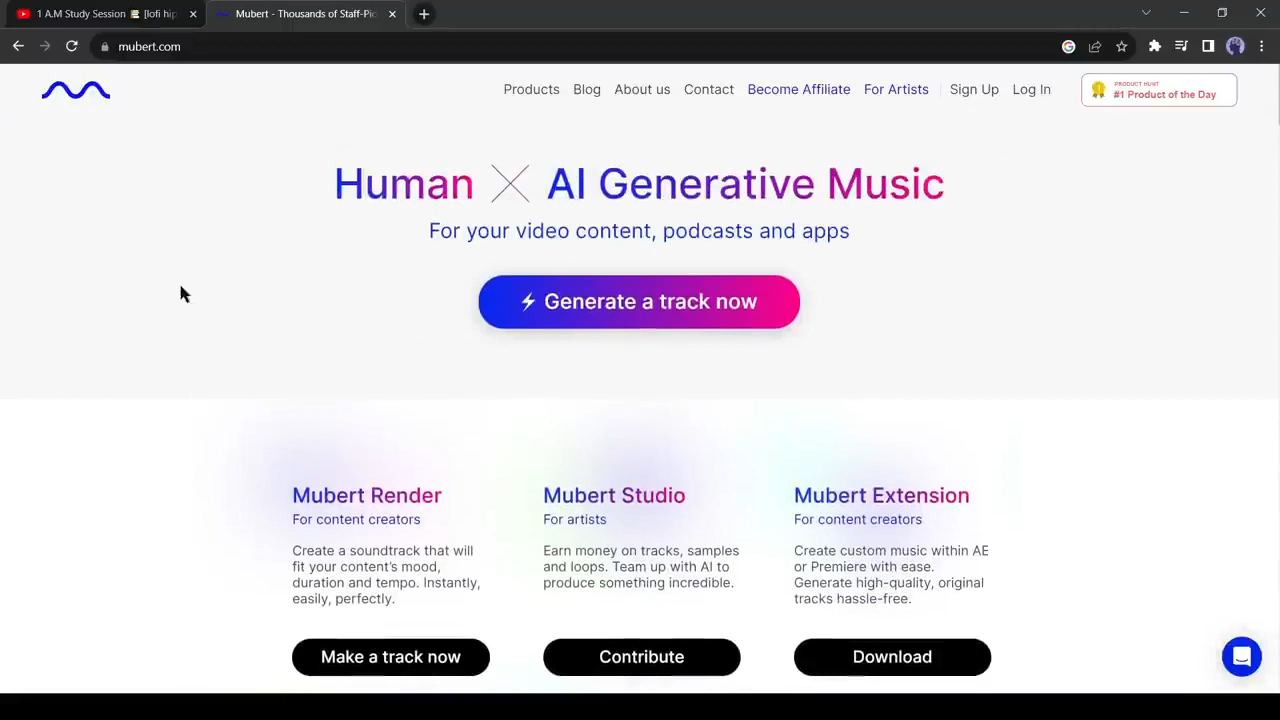 1 A.M Study Session 📚 [lofi hip
Mubert - Thousands of Staff-Pic
mubert.com
Products Blog About us Contact Become Affiliate For Artists Sign Up Log In
PRODUCT HUNT
#1 Product of the Day
Human X AI Generative Music
For your video content, podcasts and apps
Generate a track now
Mubert Render
For content creators
Create a soundtrack that will
fit your content's mood,
duration and tempo. Instantly,
easily, perfectly.
Make a track now
Mubert Studio
For artists
Earn money on tracks, samples
and loops. Team up with AI to
produce something incredible.
Contribute
Mubert Extension
For content creators
Create custom music within AE
or Premiere with ease.
Generate high-quality, original
tracks hassle-free.
Download